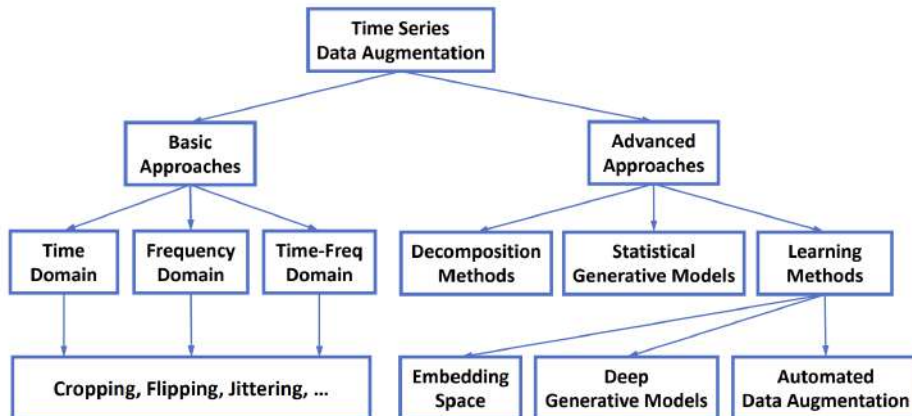 Time Series
Data Augmentation
Basic
Approaches
Advanced
Approaches
Time
Domain
Frequency
Domain
Time-Freq
Domain
Decomposition
Methods
Statistical
Generative Models
Learning
Methods
Cropping, Flipping, Jittering, ...
Embedding
Space
Deep
Generative Models
Automated
Data Augmentation